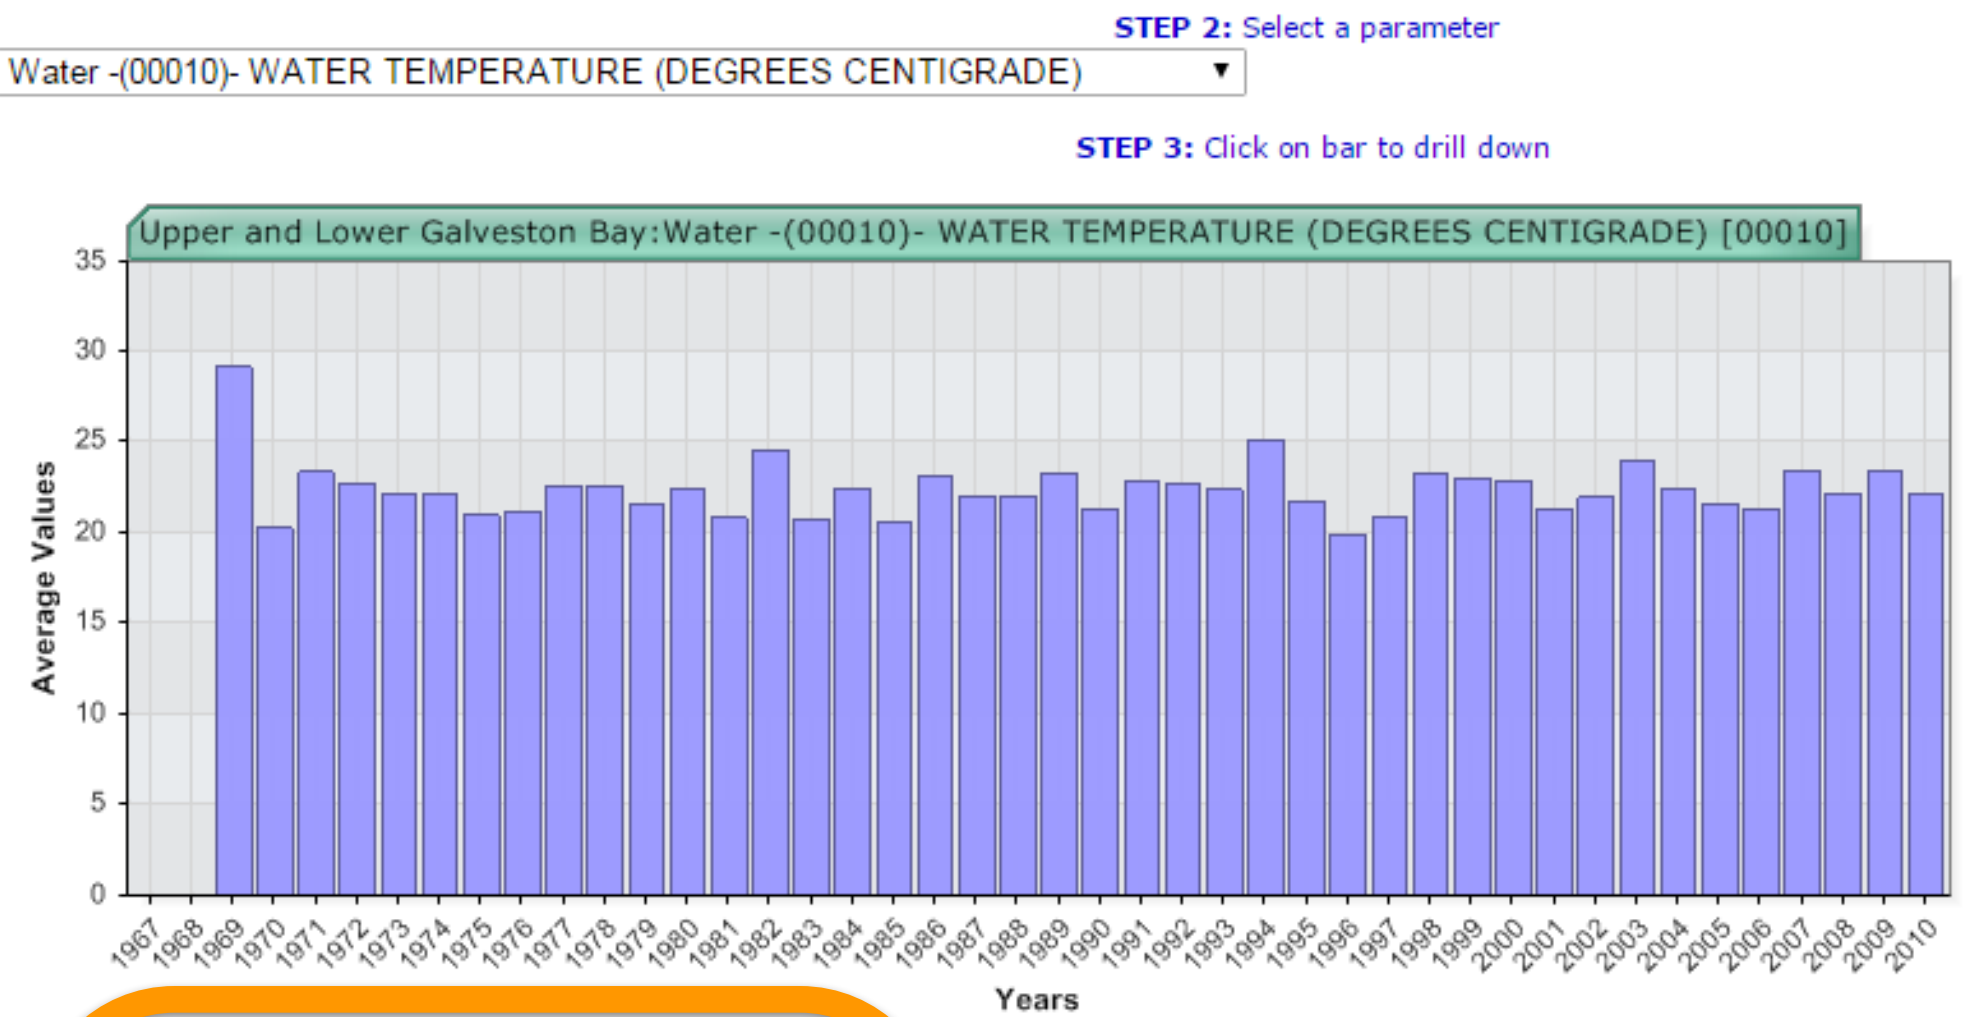 STEP 2: Select a parameter
Water -(00010)- WATER TEMPERATURE (DEGREES CENTIGRADE)
STEP 3: Click on bar to drill down
Upper and Lower Galveston Bay:Water -(00010)- WATER TEMPERATURE (DEGREES CENTIGRADE) [00010]
35
30
25
20
15
10
5
0
Average Values
1967 1968 1969 1970 1971 1972 1973 1974 1975 1976 1977 1978 1979 1980 1981 1982 1983 1984 1985 1986 1987 1988 1989 1990 1991 1992 1993 1994 1995 1996 1997 1998 1999 2000 2001 2002 2003 2004 2005 2006 2007 2008 2009 2010
Years